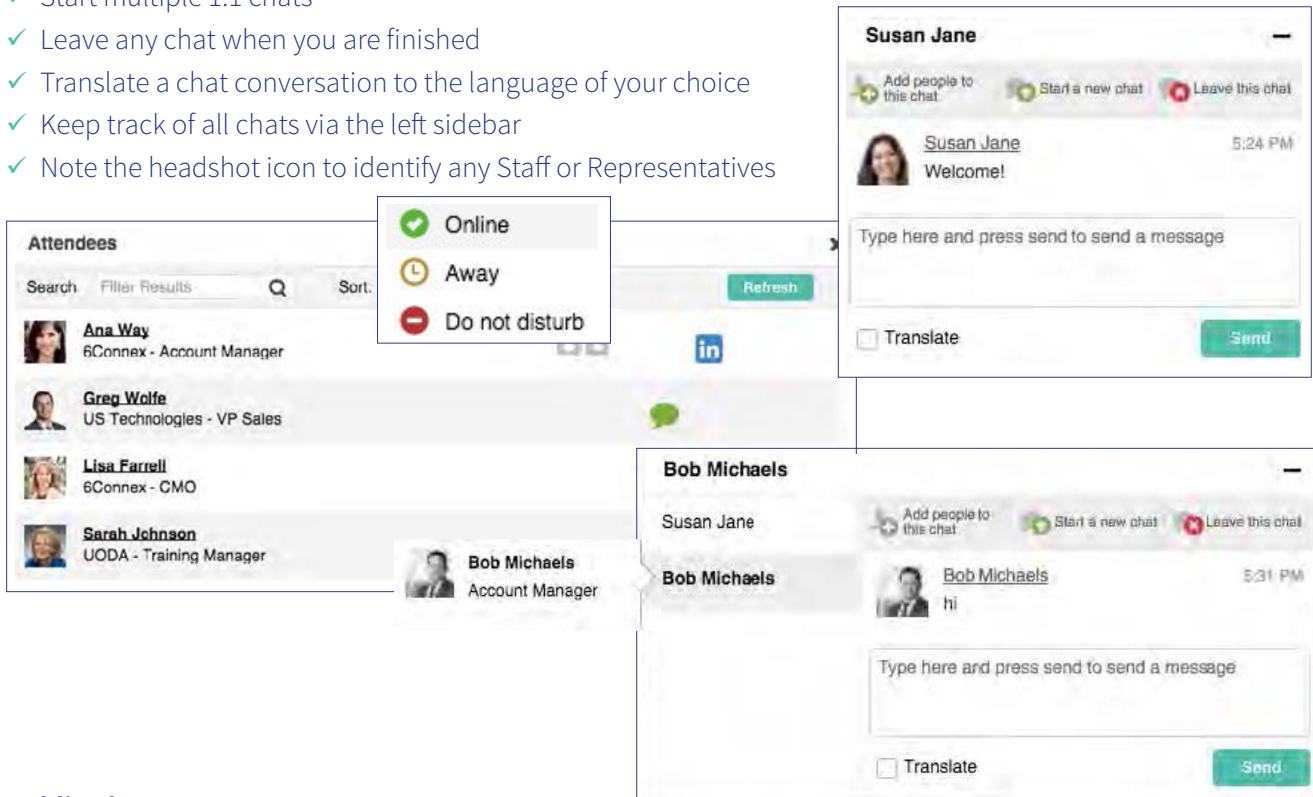 ✓ Start multiple 1:1 chats
✓ Leave any chat when you are finished
✓ Translate a chat conversation to the language of your choice
✓ Keep track of all chats via the left sidebar
✓ Note the headshot icon to identify any Staff or Representatives
Susan Jane
Add people to
this chat
Start a new chat
Leave this chat
Susan Jane 5:24 PM
Welcome!
Type here and press send to send a message
Translate
Send
Online
Away
Do not disturb
Attendees
Search Filter Results Sort. Refresh
Ana Way
6Connex - Account Manager
in
Greg Wolfe
US Technologies - VP Sales
Lisa Farrell
6Connex - CMO
Sarah Johnson
UODA - Training Manager
Bob Michaels
Account Manager
Bob Michaels
Susan Jane
Bob Michaels
Add people to
this chat
Start a new chat
Leave this chat
Bob Michaels 5:31 PM
hi
Type here and press send to send a message
Translate
Send